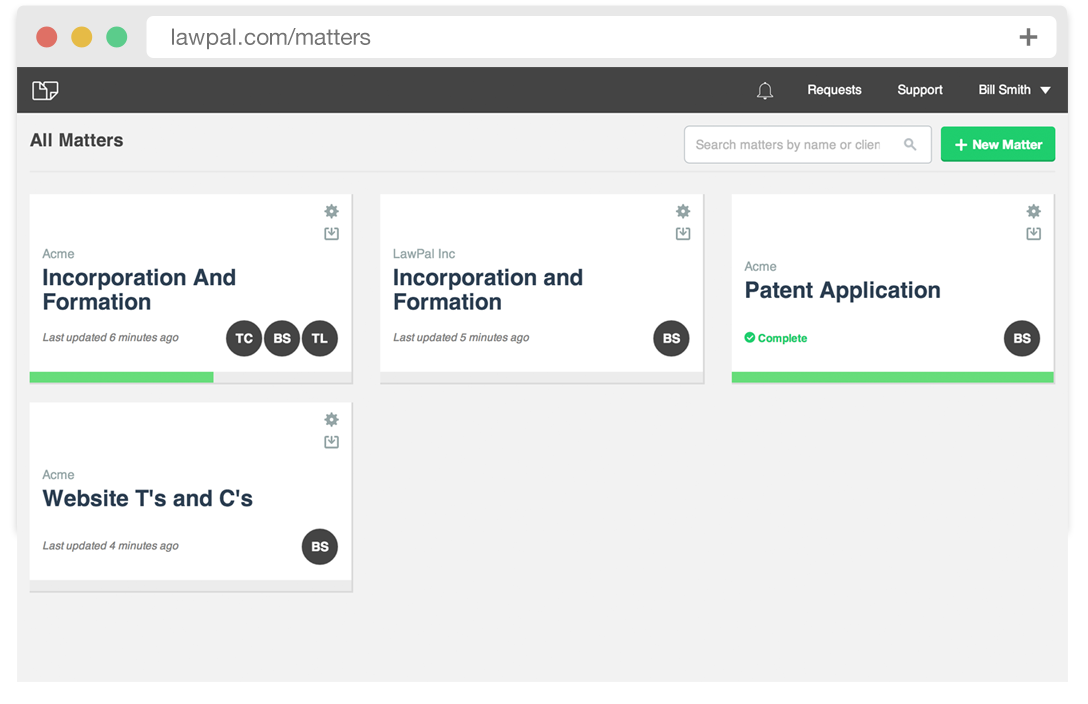 lawpal.com/matters
Requests Support Bill Smith
All Matters
Search matters by name or clien
New Matter
Acme
Incorporation And
Formation
Last updated 6 minutes ago
TC BS TL
LawPal Inc
Incorporation and
Formation
Last updated 5 minutes ago
BS
Acme
Patent Application
Complete
BS
Acme
Website T's and C's
Last updated 4 minutes ago
BS